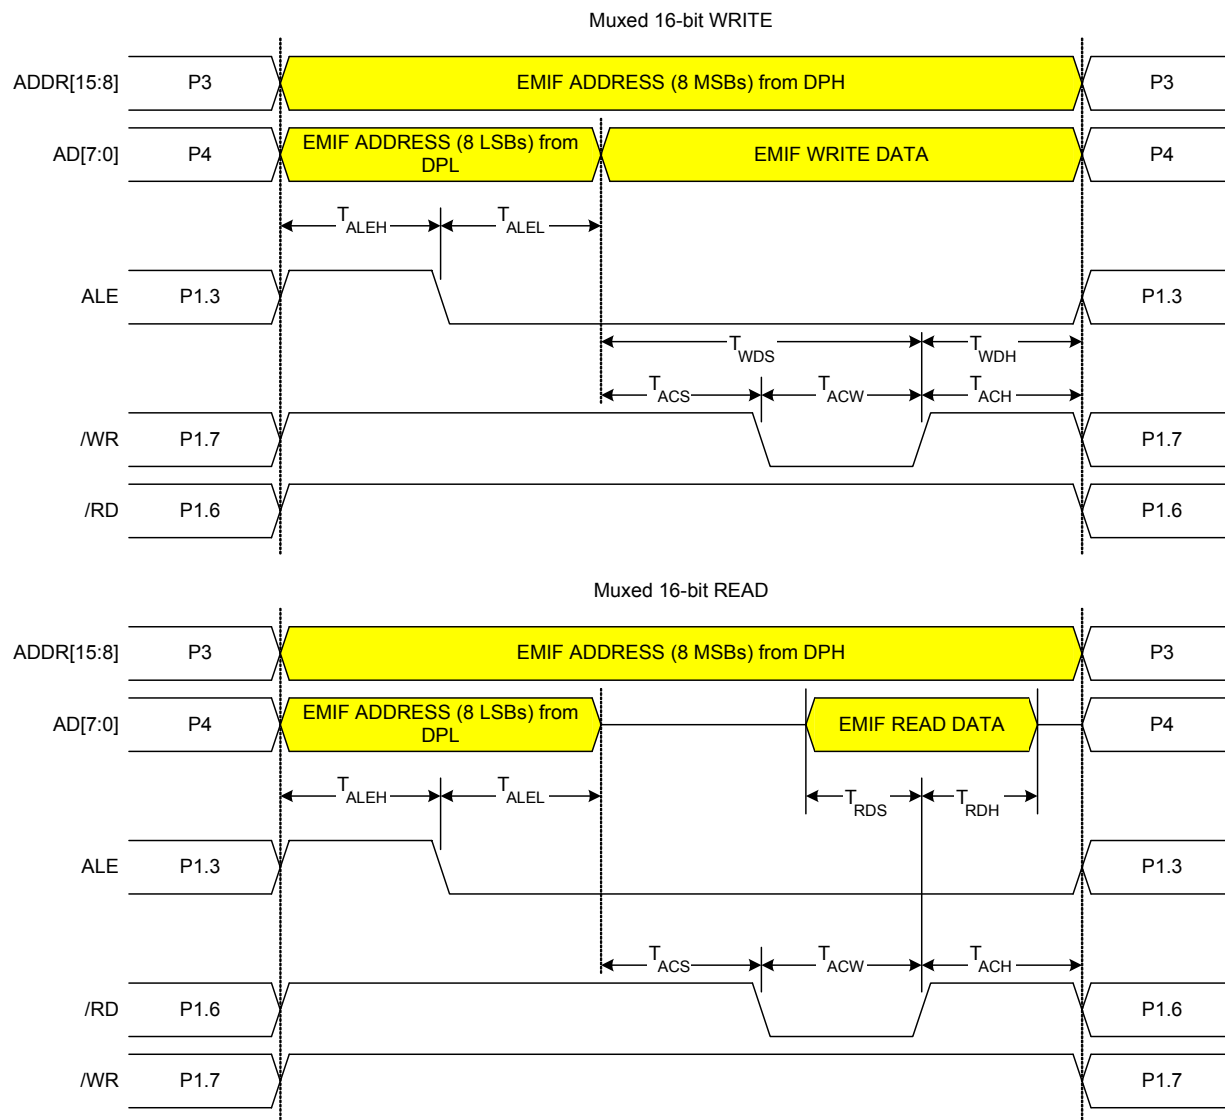 Muxed 16-bit WRITE
ADDR[15:8] P3 EMIF ADDRESS (8 MSBs) from DPH P3
AD[7:0] P4 EMIF ADDRESS (8 LSBs) from DPL EMIF WRITE DATA P4
TALEH TALEL
ALE P1.3 P1.3
TWDS TWDH
TACS TACW TACH
/WR P1.7 P1.7
/RD P1.6 P1.6
Muxed 16-bit READ
ADDR[15:8] P3 EMIF ADDRESS (8 MSBs) from DPH P3
AD[7:0] P4 EMIF ADDRESS (8 LSBs) from DPL EMIF READ DATA P4
TALEH TALEL TRDS TRDH
ALE P1.3 P1.3
TACS TACW TACH
/RD P1.6 P1.6
/WR P1.7 P1.7